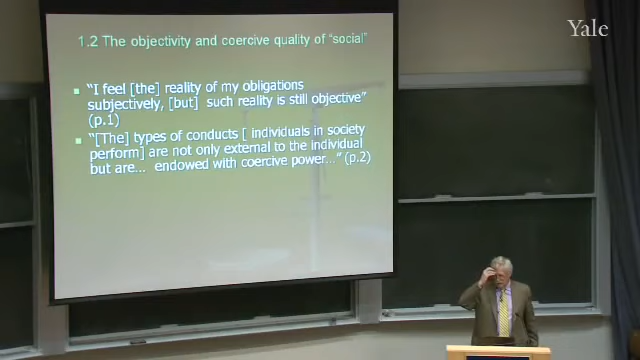 Yale
1.2 The objectivity and coercive quality of "social"
"I feel [the] reality of my obligations
subjectively, [but] such reality is still objective"
(p.1)
"[The] types of conducts [ individuals in society
perform] are not only external to the individual
but are... endowed with coercive power..." (p.2)